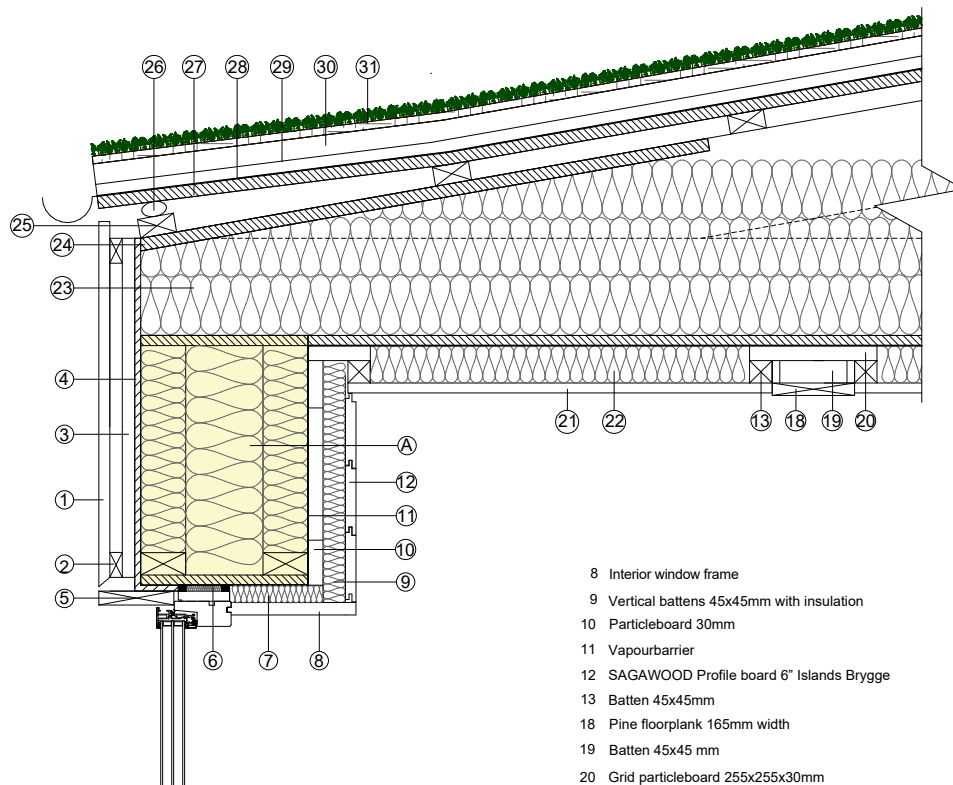 26 27 28 29 30 31
25
24
23
4
3
1
2
5
A
12
11
10
9
6 7 8
21 22 13 18 19 20
8 Interior window frame
9 Vertical battens 45x45mm with insulation
10 Particleboard 30mm
11 Vapourbarrier
12 SAGAWOOD Profile board 6” Islands Brygge
13 Batten 45x45mm
18 Pine floorplank 165mm width
19 Batten 45x45 mm
20 Grid particleboard 255x255x30mm